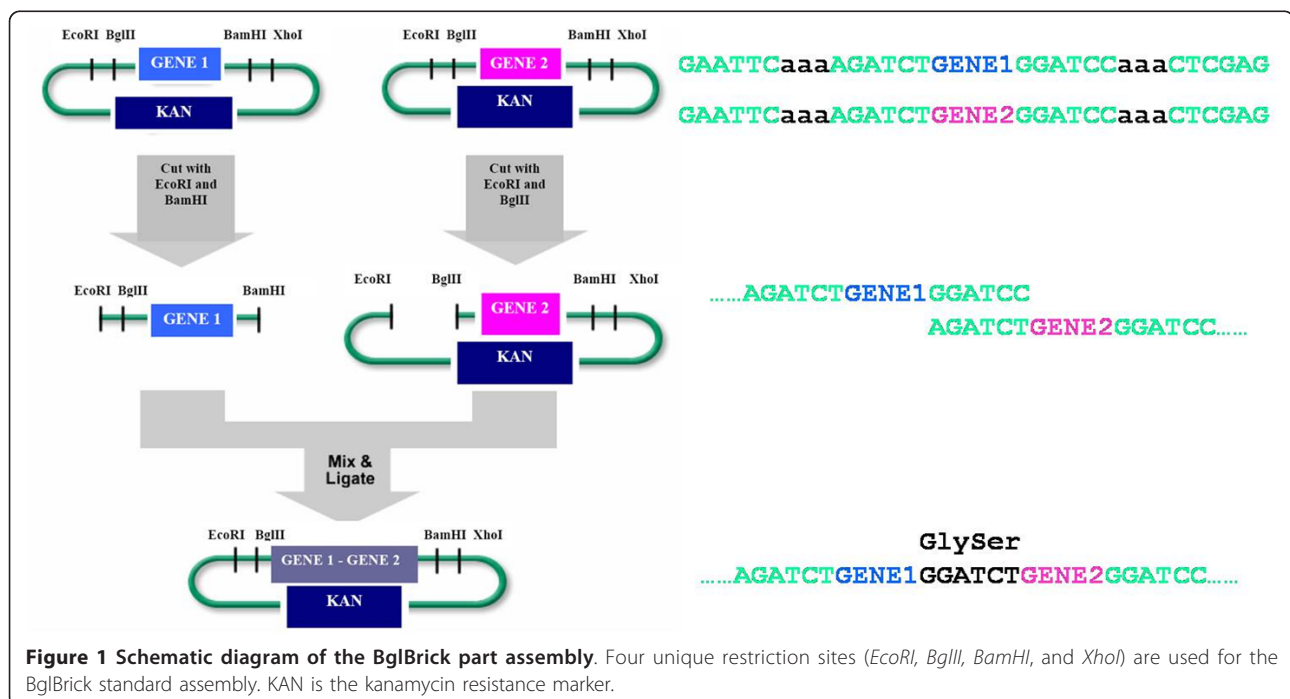 EcoRI BglII BamHI XhoI
GENE 1
KAN
EcoRI BglII BamHI XhoI
GENE 2
KAN
GAATTCaaaAGATCTGENE1GGATCCaaaCTCGAG
GAATTCaaaAGATCTGENE2GGATCCaaaCTCGAG
Cut with
EcoRI and
BamHI
Cut with
EcoRI and
BglII
EcoRI BglII BamHI
GENE 1
EcoRI BglII BamHI XhoI
GENE 2
KAN
......AGATCTGENE1GGATCC
AGATCTGENE2GGATCC......
Mix &
Ligate
EcoRI BglII BamHI XhoI
GENE 1 - GENE 2
KAN
GlySer
......AGATCTGENE1GGATCTGENE2GGATCC......
Figure 1 Schematic diagram of the BglBrick part assembly. Four unique restriction sites (EcoRI, BglII, BamHI, and XhoI) are used for the
BglBrick standard assembly. KAN is the kanamycin resistance marker.